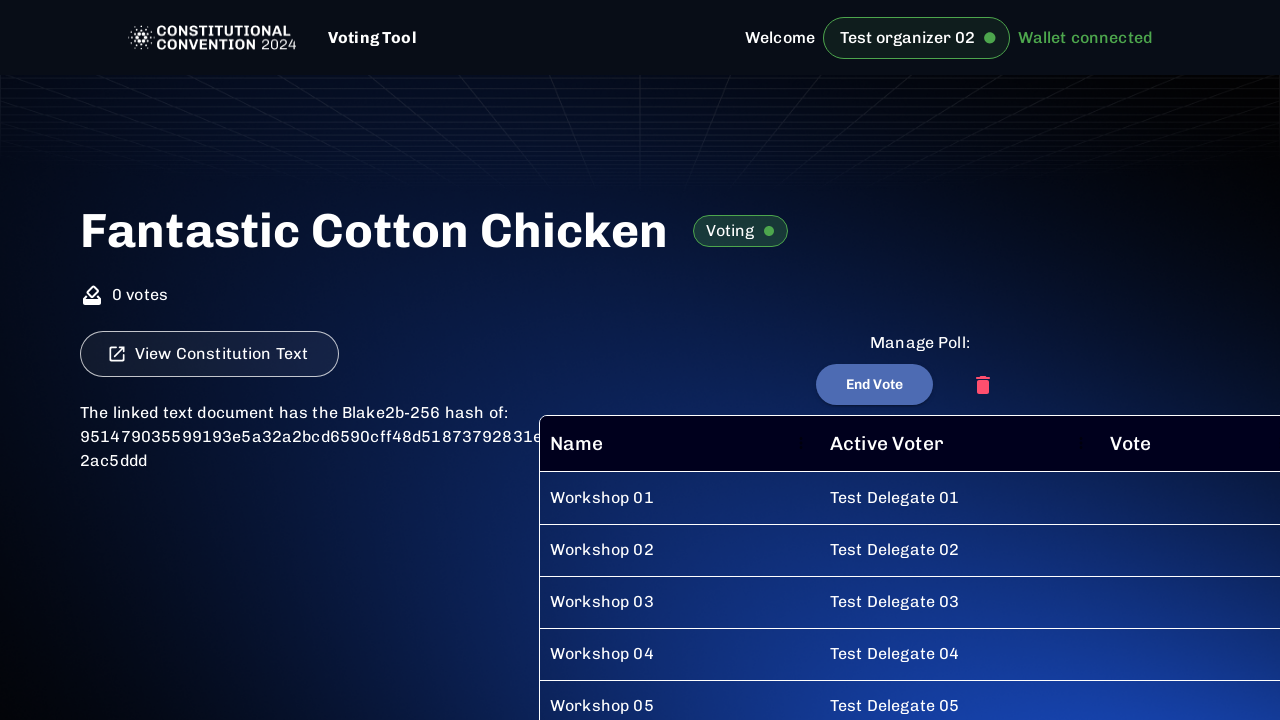 CONSTITUTIONAL
CONVENTION 2024
Voting Tool
Welcome
Test organizer 02
Wallet connected
Fantastic Cotton Chicken
Voting
0 votes
View Constitution Text
Manage Poll:
End Vote
The linked text document has the Blake2b-256 hash of:
951479035599193e5a32a2bcd6590cff48d51873792831e
2ac5ddd
Name Active Voter Vote
Workshop 01 Test Delegate 01
Workshop 02 Test Delegate 02
Workshop 03 Test Delegate 03
Workshop 04 Test Delegate 04
Workshop 05 Test Delegate 05